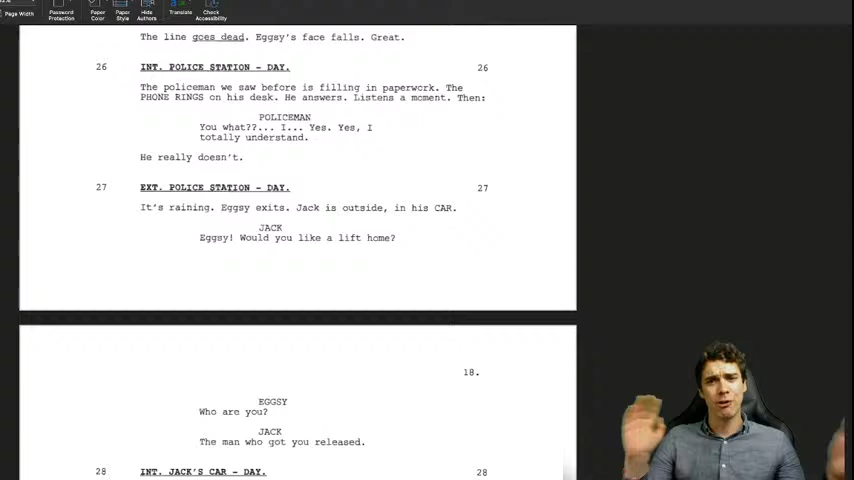 Page Width
Password
Protection
Paper
Color
Paper
Style
Hide
Authors
Translate
Check
Accessibility
The line goes dead. Eggsy's face falls. Great.
26 INT. POLICE STATION - DAY. 26
The policeman we saw before is filling in paperwork. The
PHONE RINGS on his desk. He answers. Listens a moment. Then:
POLICEMAN
You what??... I... Yes. Yes, I
totally understand.
He really doesn't.
27 EXT. POLICE STATION - DAY. 27
It's raining. Eggsy exits. Jack is outside, in his CAR.
JACK
Eggsy! Would you like a lift home?
18.
EGGSY
Who are you?
JACK
The man who got you released.
28 INT. JACK'S CAR - DAY. 28